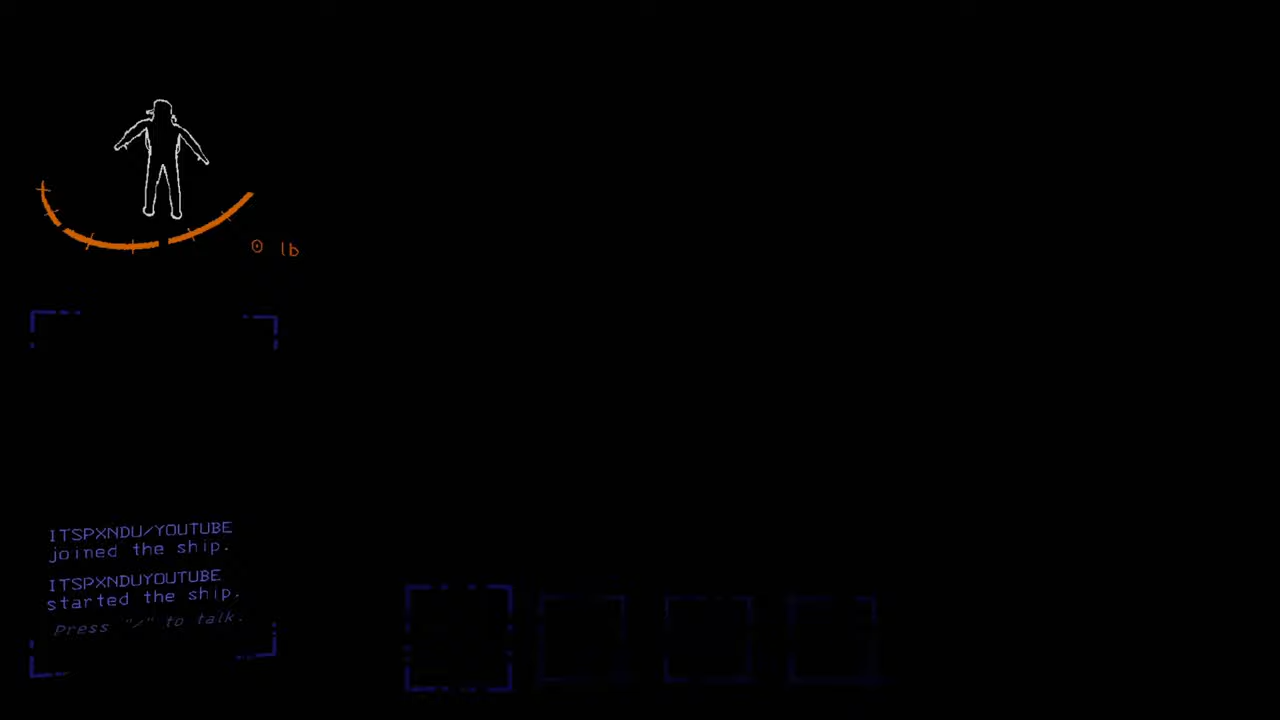 0 lb
ITSPXNDU/YOUTUBE
joined the ship.
ITSPXNDUYOUTUBE
started the ship.
Press "/" to talk.